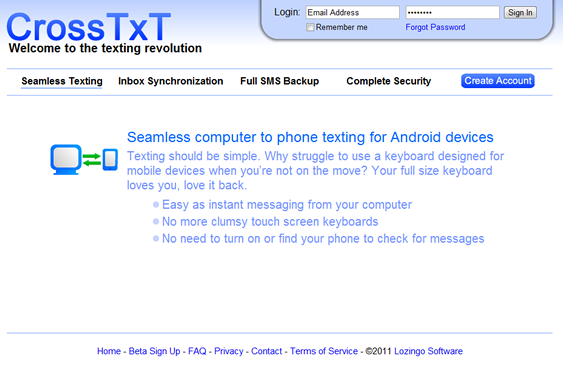 CrossTxT
Welcome to the texting revolution
Login: Email Address •••••••• Sign In
Remember me Forgot Password
Seamless Texting Inbox Synchronization Full SMS Backup Complete Security Create Account
Seamless computer to phone texting for Android devices
Texting should be simple. Why struggle to use a keyboard designed for
mobile devices when you're not on the move? Your full size keyboard
loves you, love it back.
Easy as instant messaging from your computer
No more clumsy touch screen keyboards
No need to turn on or find your phone to check for messages
Home - Beta Sign Up - FAQ - Privacy - Contact - Terms of Service - ©2011 Lozingo Software